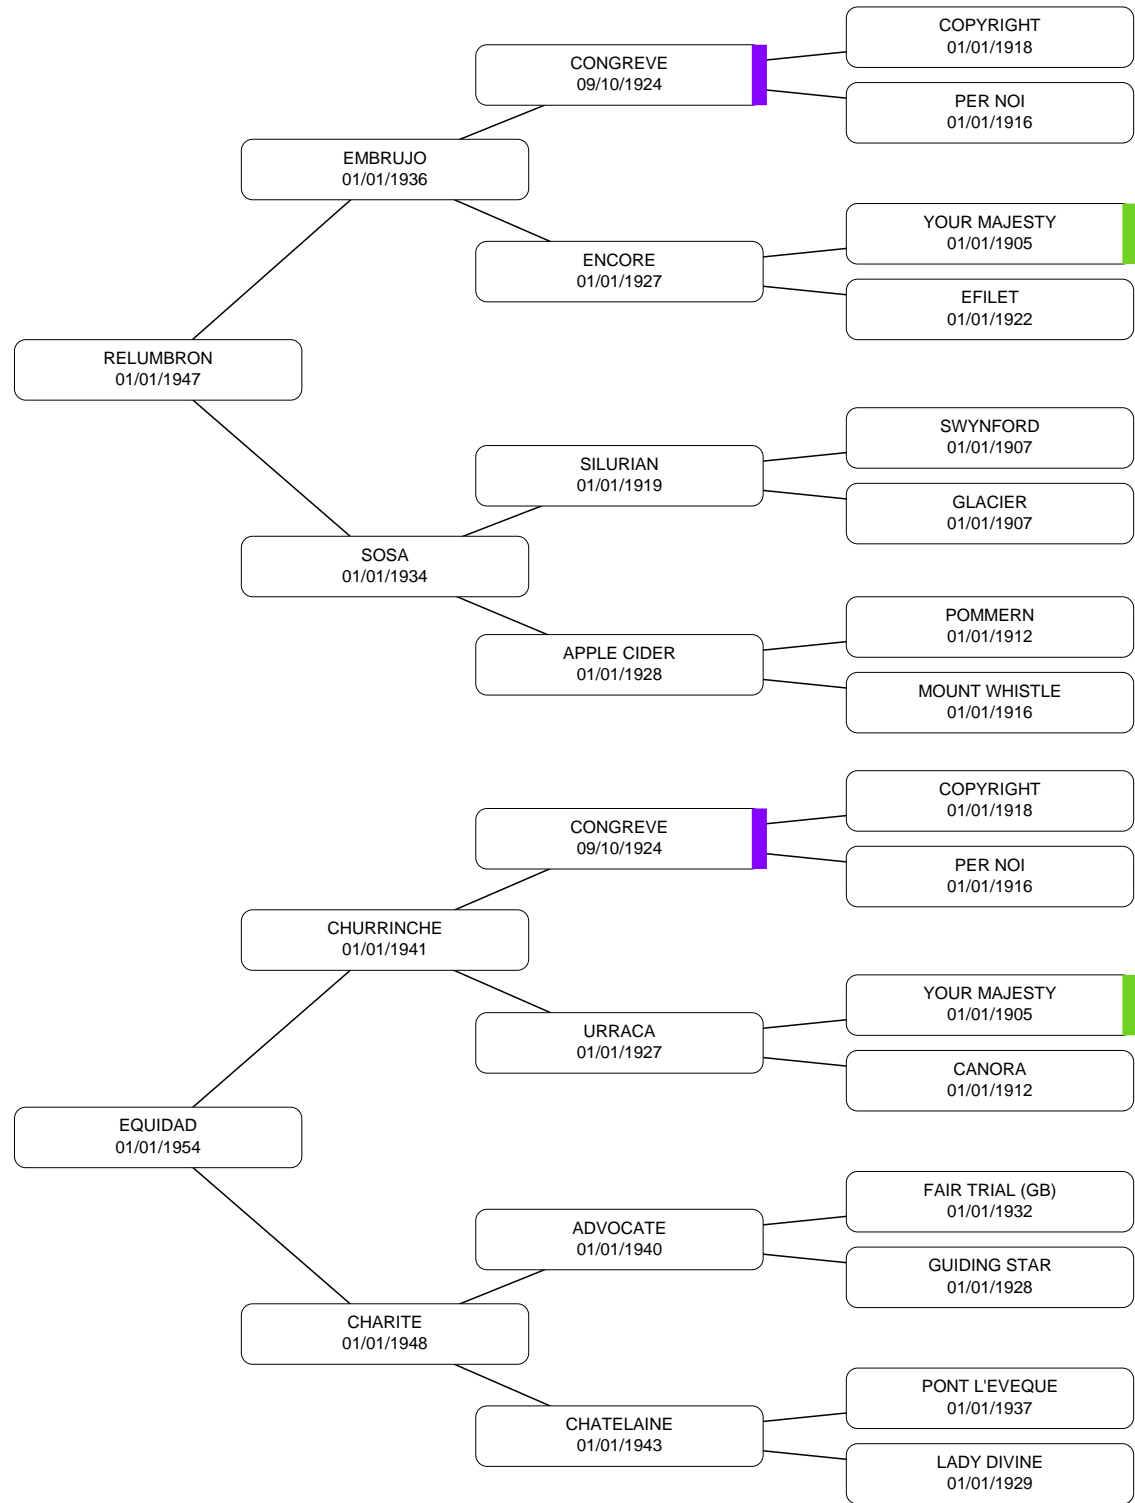 COPYRIGHT
01/01/1918
CONGREVE
09/10/1924
PER NOI
01/01/1916
EMBRUJO
01/01/1936
YOUR MAJESTY
01/01/1905
ENCORE
01/01/1927
EFILET
01/01/1922
RELUMBRON
01/01/1947
SWYNFORD
01/01/1907
SILURIAN
01/01/1919
GLACIER
01/01/1907
SOSA
01/01/1934
POMMERN
01/01/1912
APPLE CIDER
01/01/1928
MOUNT WHISTLE
01/01/1916
COPYRIGHT
01/01/1918
CONGREVE
09/10/1924
PER NOI
01/01/1916
CHURRINCHE
01/01/1941
YOUR MAJESTY
01/01/1905
URRACA
01/01/1927
CANORA
01/01/1912
EQUIDAD
01/01/1954
FAIR TRIAL (GB)
01/01/1932
ADVOCATE
01/01/1940
GUIDING STAR
01/01/1928
CHARITE
01/01/1948
PONT L'EVEQUE
01/01/1937
CHATELAINE
01/01/1943
LADY DIVINE
01/01/1929